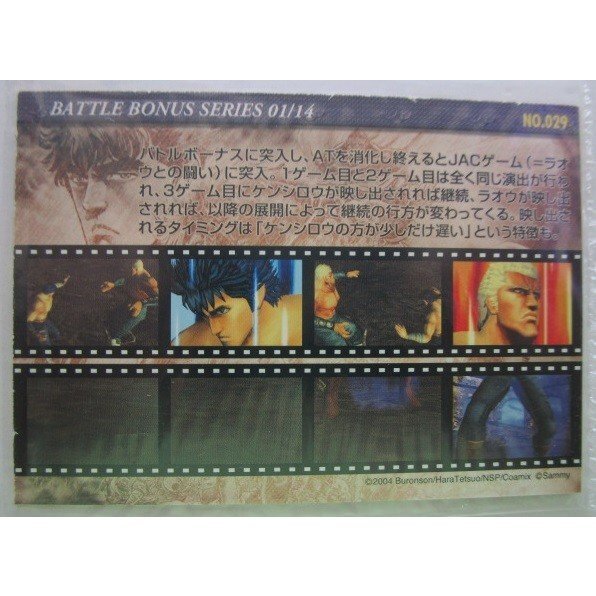 BATTLE BONUS SERIES 01/14
NO.029
バトルボーナスに突入し、ATを消化し終えるとJACゲーム(=ラオ
ウとの闘い)に突入。1ゲーム目と2ゲーム目は全く同じ演出が行わ
れ、3ゲーム目にケンシロウが映し出されれば継続、ラオウが映し出
されれば、以降の展開によって継続の行方が変わってくる。映し出さ
れるタイミングは「ケンシロウの方が少しだけ遅い」という特徴も。
©2004 Buronson/HaraTetsuo/NSP/Coamix ©Sammy